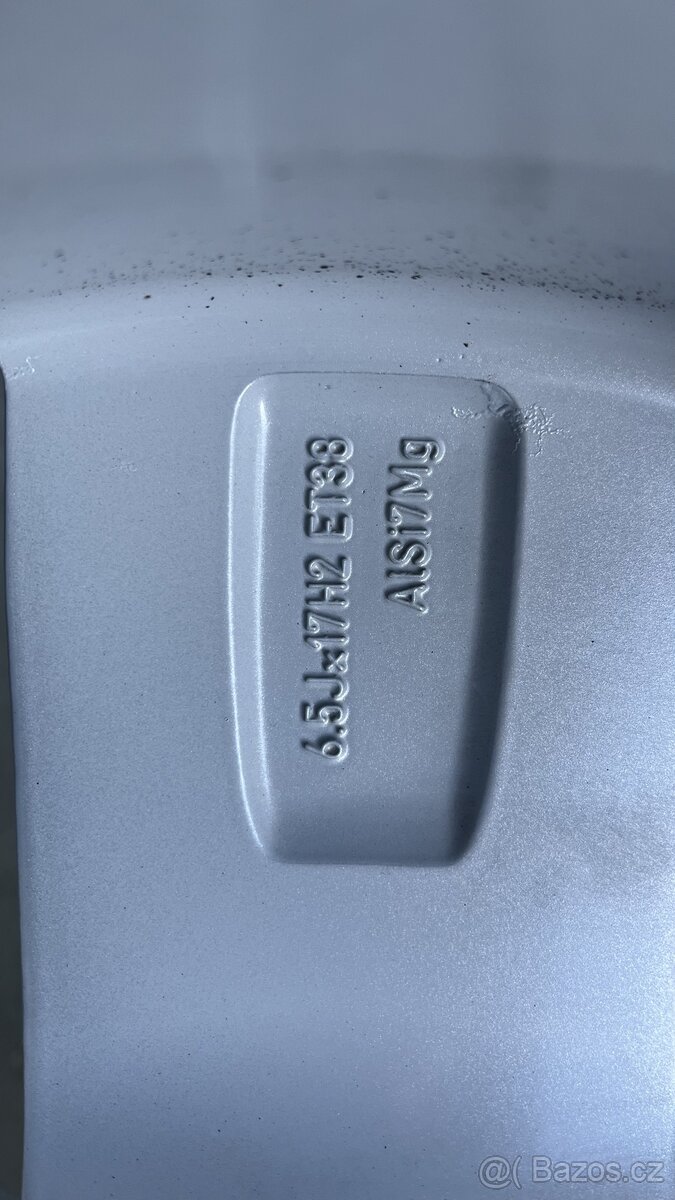 6.5Jx17H2 ET38
AlSi7Mg
@( Bazos.cz